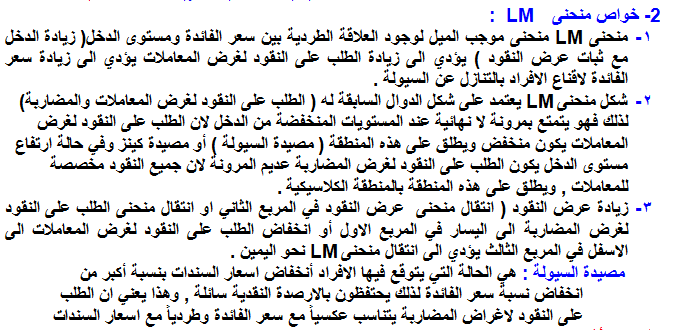 2- خواص منحنى LM :
١- منحنى LM منحنى موجب الميل لوجود العلاقة الطردية بين سعر الفائدة ومستوى الدخل( زيادة الدخل
مع ثبات عرض النقود ) يؤدي الى زيادة الطلب على النقود لغرض المعاملات يؤدي الى زيادة سعر
الفائدة لاقناع الافراد بالتنازل عن السيولة .
٢- شكل منحنى LM يعتمد على شكل الدوال السابقة له ( الطلب على النقود لغرض المعاملات والمضاربة)
لذلك فهو يتمتع بمرونة لا نهائية عند المستويات المنخفضة من الدخل لان الطلب على النقود لغرض
المعاملات يكون منخفض ويطلق على هذه المنطقة ( مصيدة السيولة ) أو مصيدة كينز وفي حالة ارتفاع
مستوى الدخل يكون الطلب على النقود لغرض المضاربة عديم المرونة لان جميع النقود مخصصة
للمعاملات , ويطلق على هذه المنطقة بالمنطقة الكلاسيكية .
٣- زيادة عرض النقود ( انتقال منحنى عرض النقود في المربع الثاني او انتقال منحنى الطلب على النقود
لغرض المضاربة الى اليسار في المربع الاول أو انخفاض الطلب على النقود لغرض المعاملات الى
الاسفل في المربع الثالث يؤدي الى انتقال منحنى LM نحو اليمين .
مصيدة السيولة : هي الحالة التي يتوقع فيها الافراد أنخفاض اسعار السندات بنسبة أكبر من
انخفاض نسبة سعر الفائدة لذلك يحتفظون بالارصدة النقدية سائلة , وهذا يعني ان الطلب
على النقود لاغراض المضاربة يتناسب عكسياً مع سعر الفائدة وطردياً مع اسعار السندات